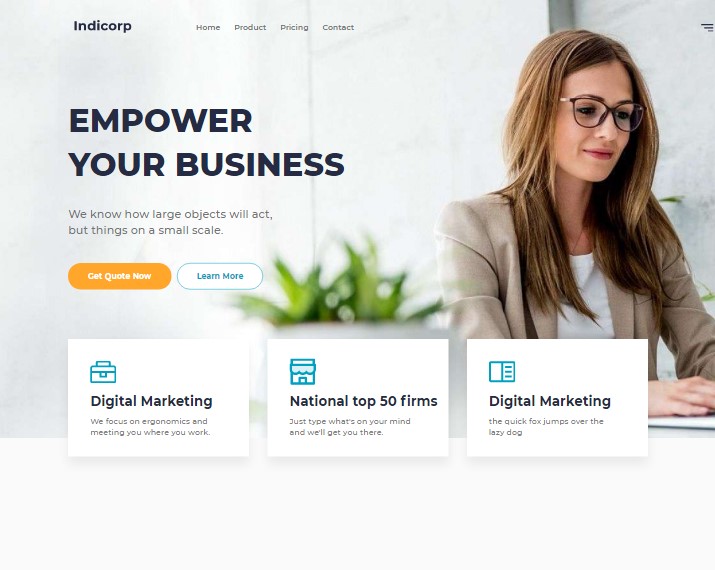 Indicorp
Home Product Pricing Contact
EMPOWER
YOUR BUSINESS
We know how large objects will act,
but things on a small scale.
Get Quote Now Learn More
Digital Marketing
We focus on ergonomics and
meeting you where you work.
National top 50 firms
Just type what's on your mind
and we'll get you there.
Digital Marketing
the quick fox jumps over the
lazy dog